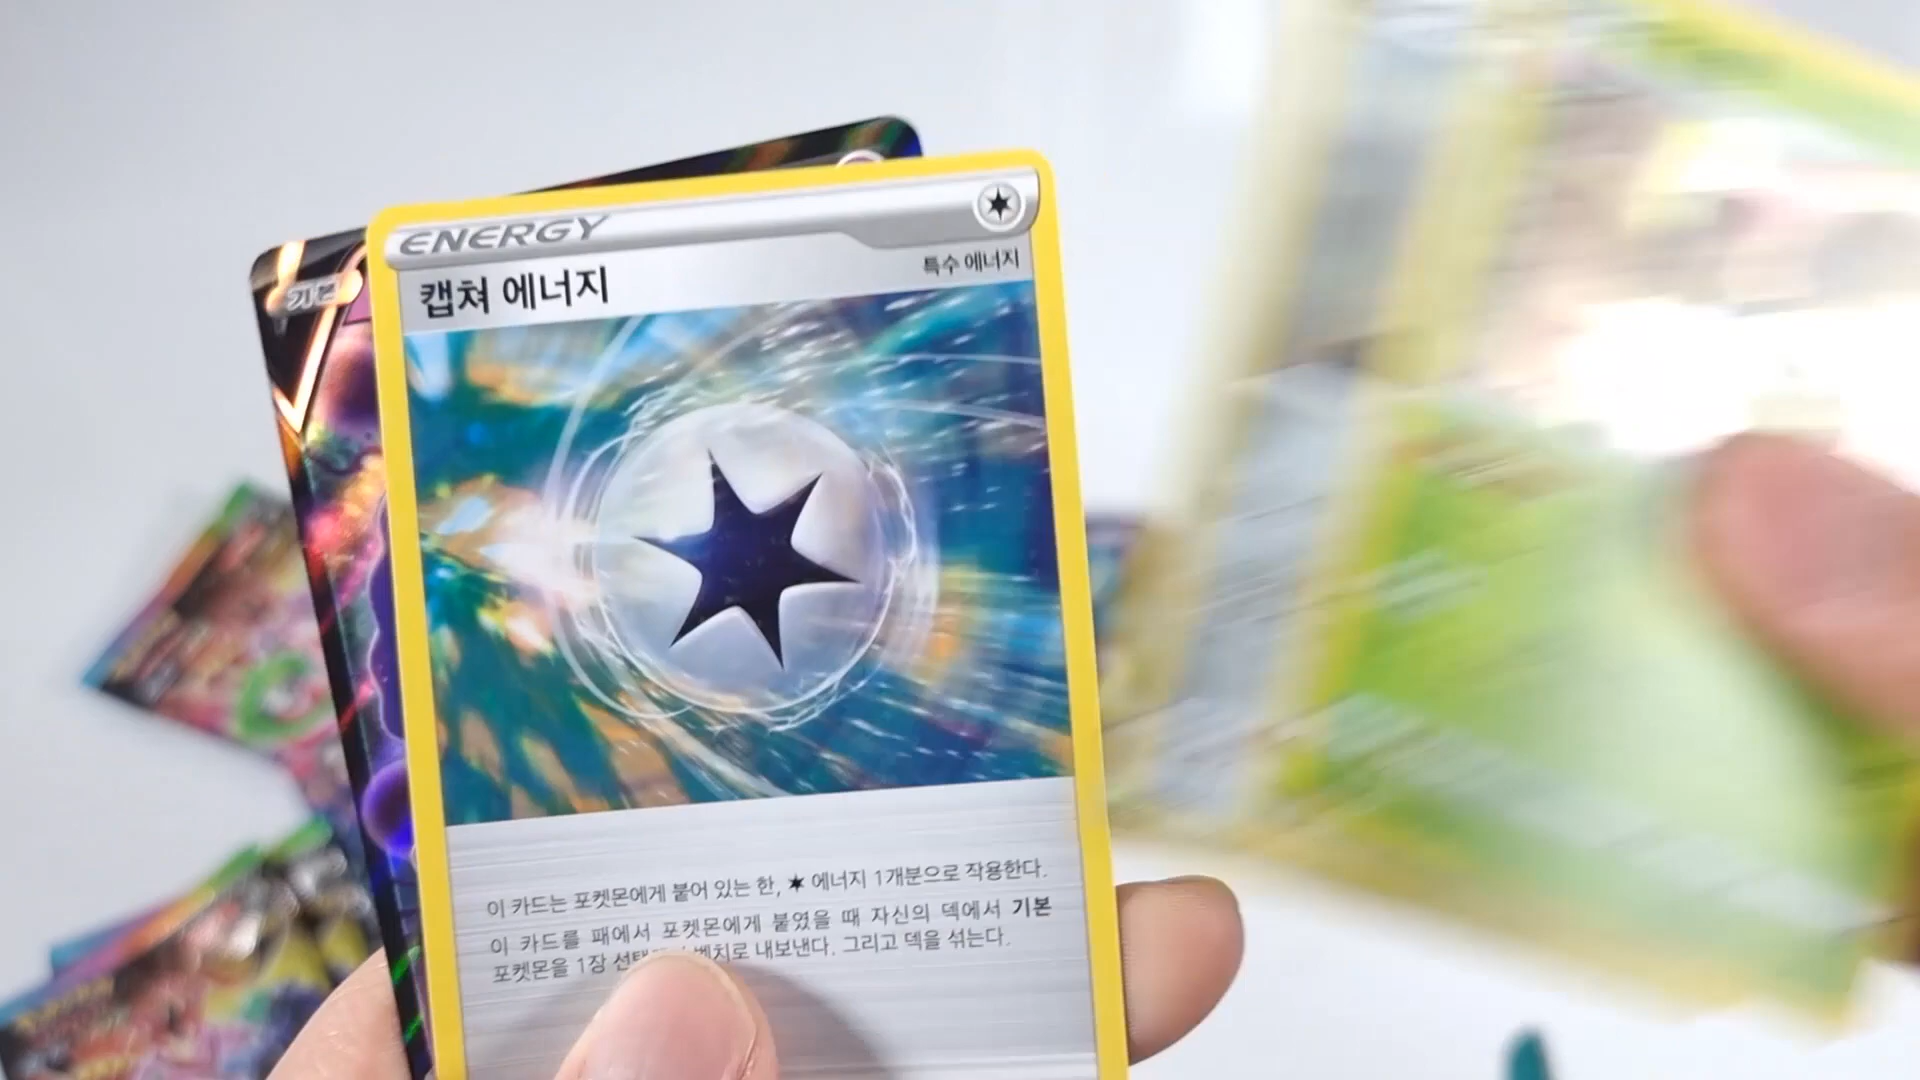 ENERGY
캡쳐 에너지
특수 에너지
기본
이 카드는 포켓몬에게 붙어 있는 한, 에너지 1개분으로 작용한다.
이 카드를 패에서 포켓몬에게 붙였을 때 자신의 덱에서 기본
포켓몬을 1장 벤치로 내보낸다. 그리고 덱을 섞는다.